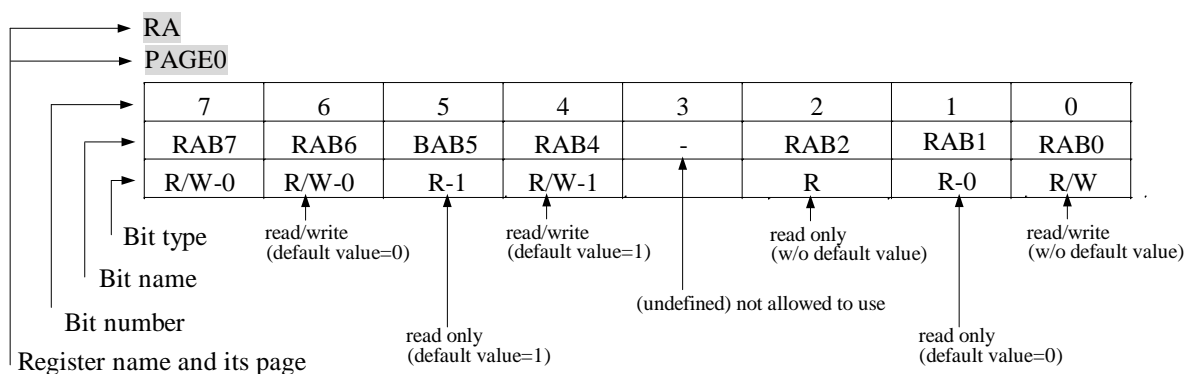 RA
PAGE0
7 6 5 4 3 2 1 0
RAB7 RAB6 BAB5 RAB4 - RAB2 RAB1 RAB0
R/W-0 R/W-0 R-1 R/W-1 R R-0 R/W
Bit type
read/write
(default value=0)
read/write
(default value=1)
read only
(w/o default value)
read/write
(w/o default value)
Bit name
(undefined) not allowed to use
Bit number
read only
(default value=1)
read only
(default value=0)
Register name and its page